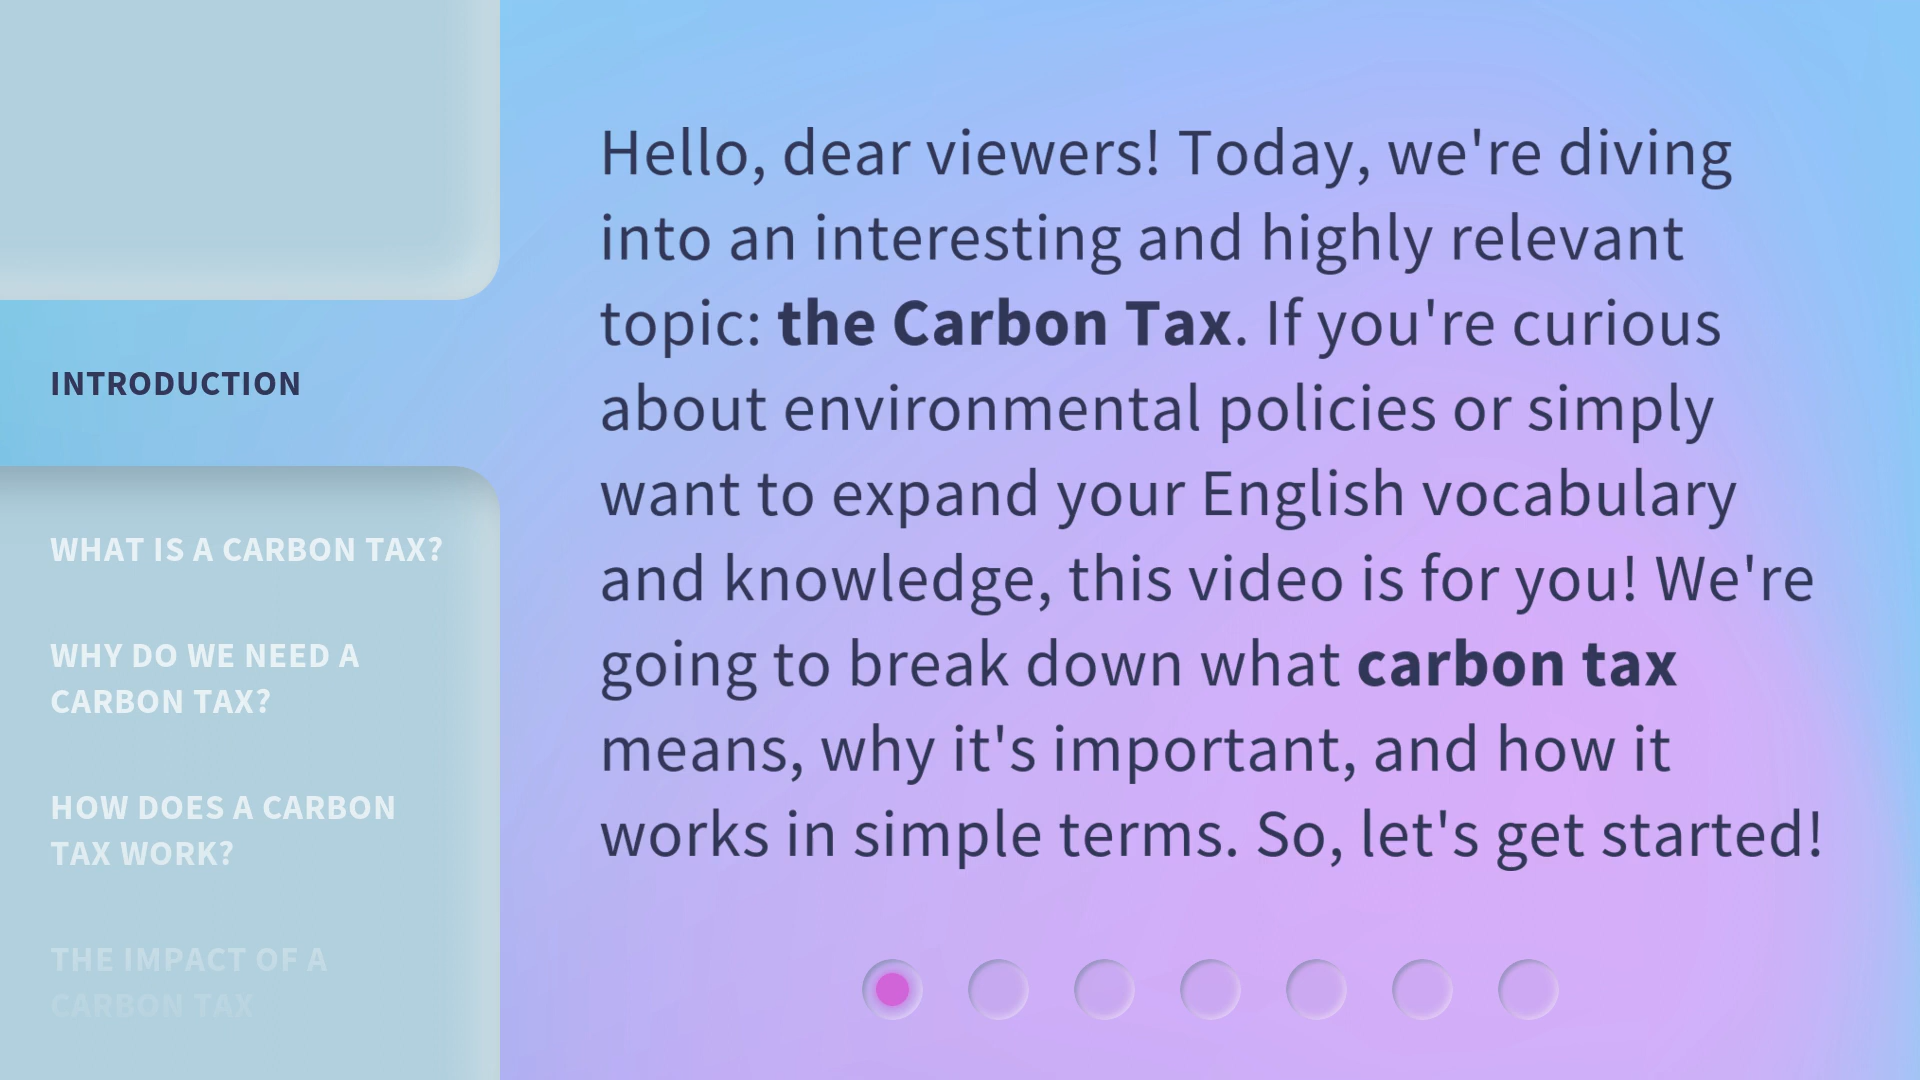 INTRODUCTION
WHAT IS A CARBON TAX?
WHY DO WE NEED A
CARBON TAX?
HOW DOES A CARBON
TAX WORK?
THE IMPACT OF A
CARBON TAX
Hello, dear viewers! Today, we're diving
into an interesting and highly relevant
topic: the Carbon Tax. If you're curious
about environmental policies or simply
want to expand your English vocabulary
and knowledge, this video is for you! We're
going to break down what carbon tax
means, why it's important, and how it
works in simple terms. So, let's get started!